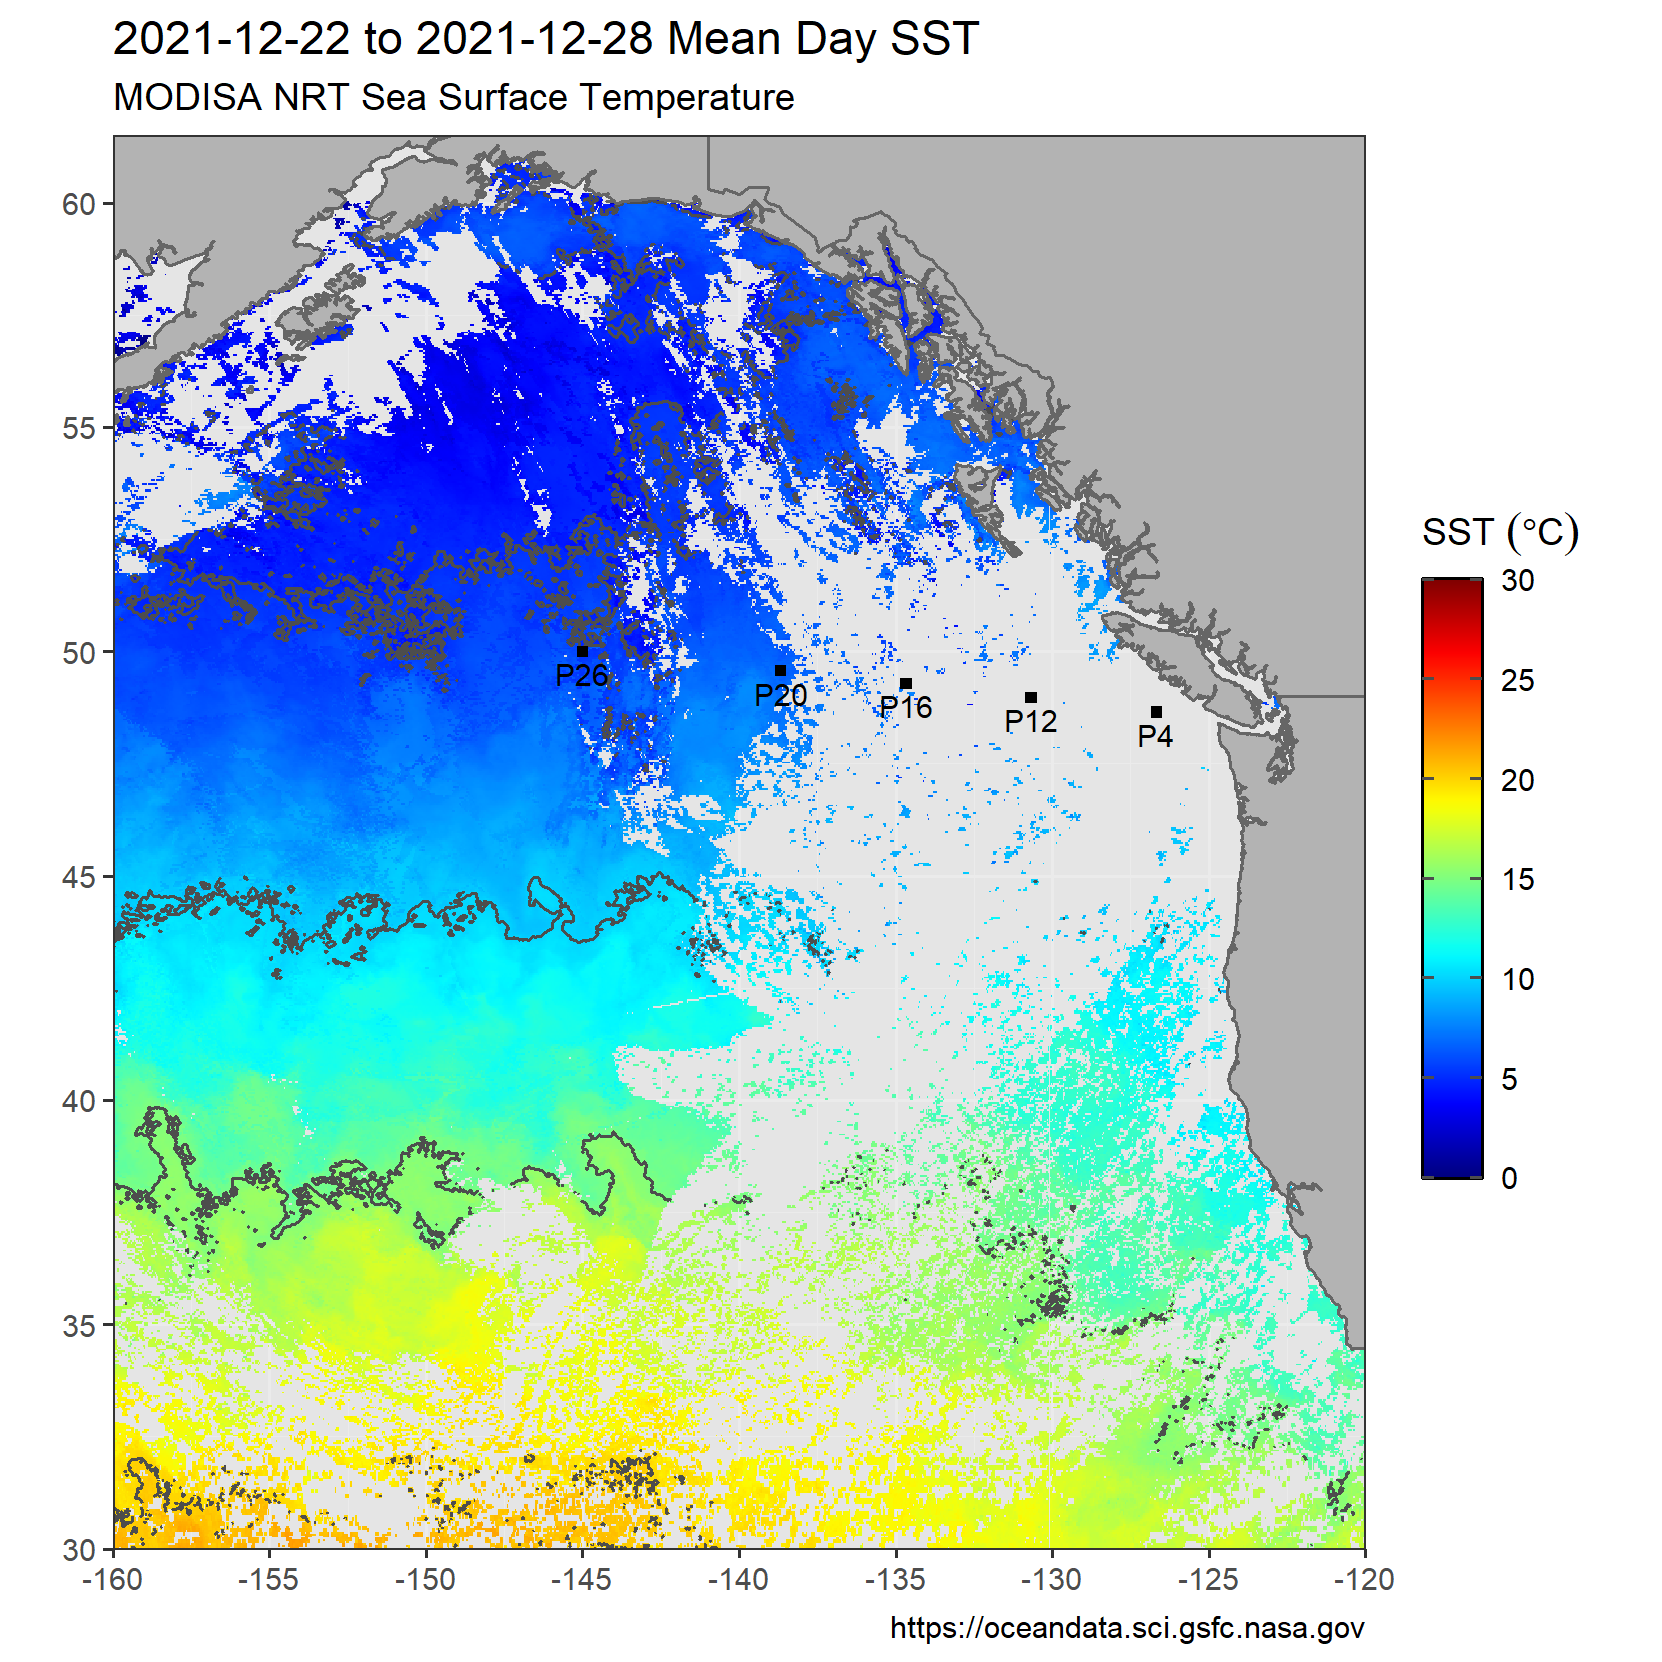 2021-12-22 to 2021-12-28 Mean Day SST
MODISA NRT Sea Surface Temperature
60
55
50
45
40
35
30
-160
-155
-150
-145
-140
-135
-130
-125
-120
P26
P20
P16
P12
P4
SST (°C)
30
25
20
15
10
5
0
https://oceandata.sci.gsfc.nasa.gov